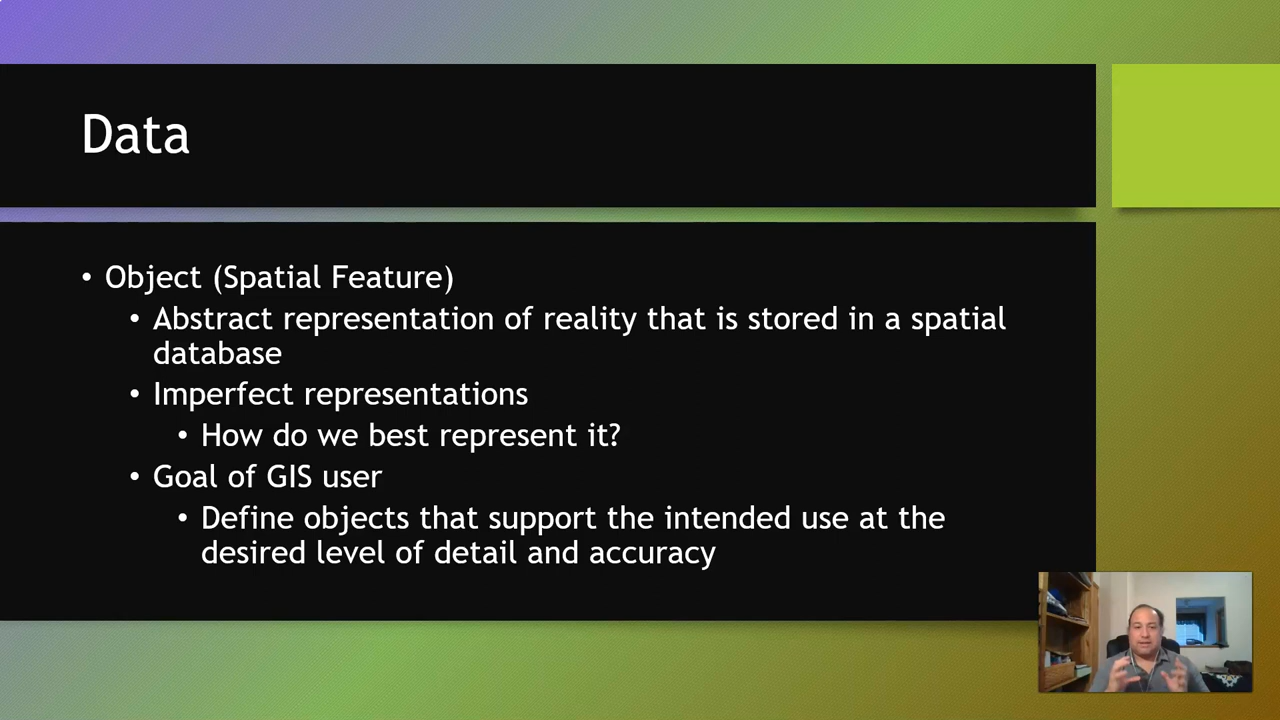 Data
• Object (Spatial Feature)
• Abstract representation of reality that is stored in a spatial
database
• Imperfect representations
• How do we best represent it?
• Goal of GIS user
• Define objects that support the intended use at the
desired level of detail and accuracy